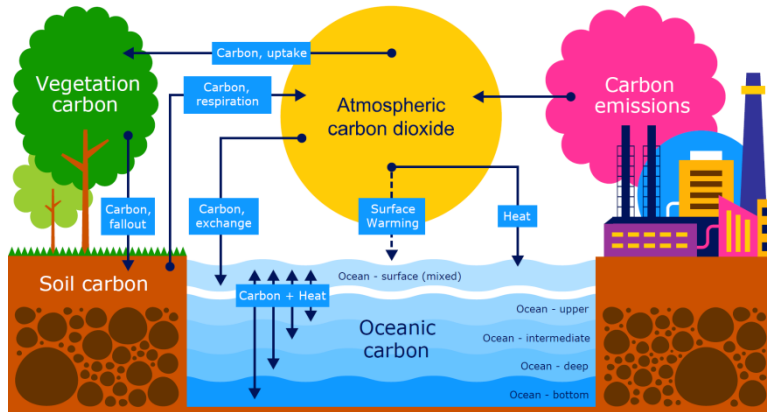 Carbon, uptake
Vegetation
carbon
Carbon,
respiration
Atmospheric
carbon dioxide
Carbon
emissions
Carbon,
fallout
Carbon,
exchange
Surface
Warming
Heat
Soil carbon
Ocean - surface (mixed)
Carbon + Heat
Oceanic
carbon
Ocean - upper
Ocean - intermediate
Ocean - deep
Ocean - bottom